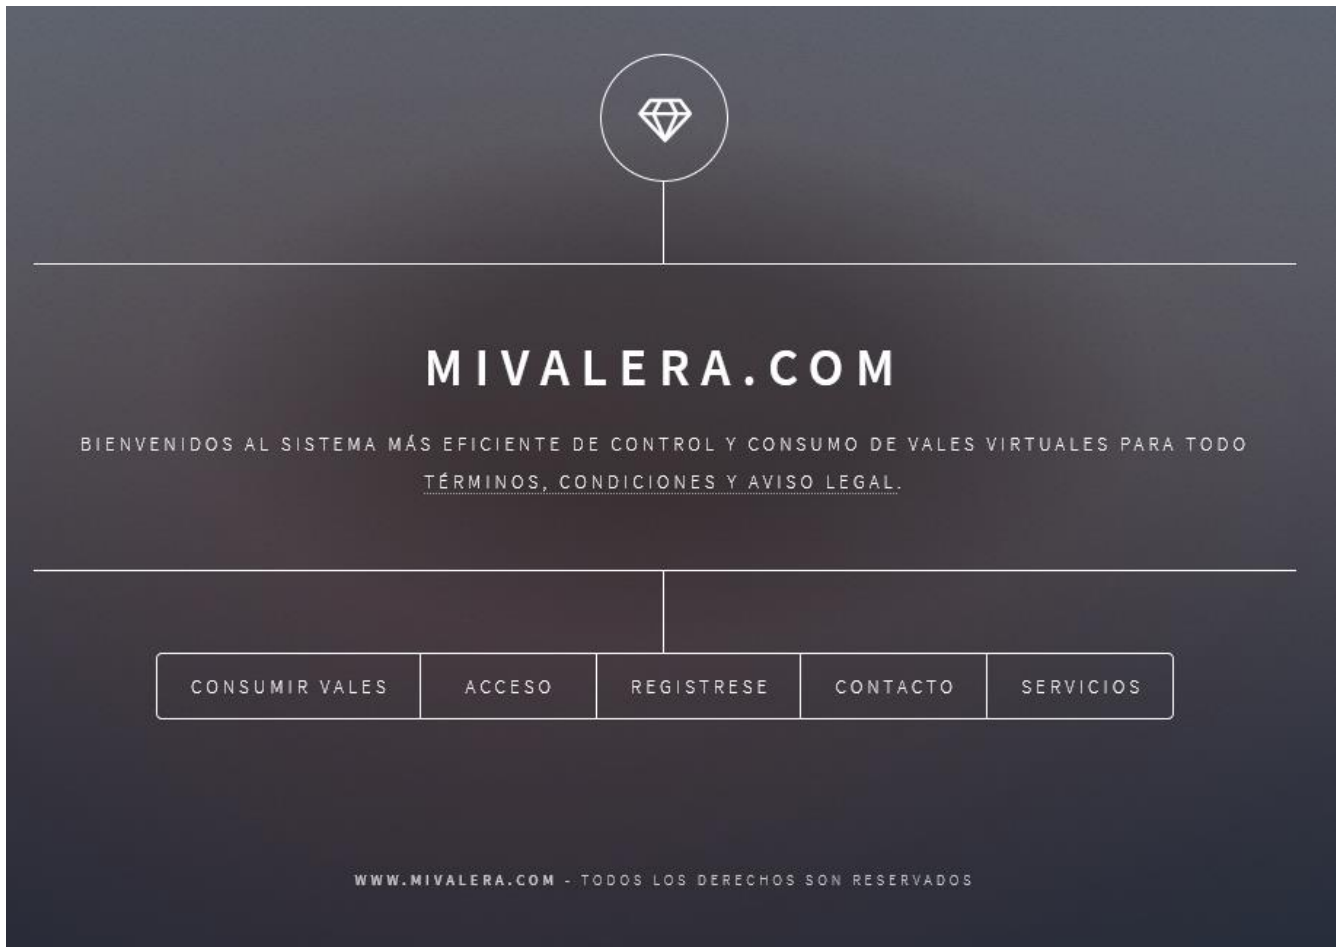 MIVALERA.COM
BIENVENIDOS AL SISTEMA MÁS EFICIENTE DE CONTROL Y CONSUMO DE VALES VIRTUALES PARA TODO
TÉRMINOS, CONDICIONES Y AVISO LEGAL.
CONSUMIR VALES ACCESO REGISTRESE CONTACTO SERVICIOS
WWW.MIVALERA.COM - TODOS LOS DERECHOS SON RESERVADOS